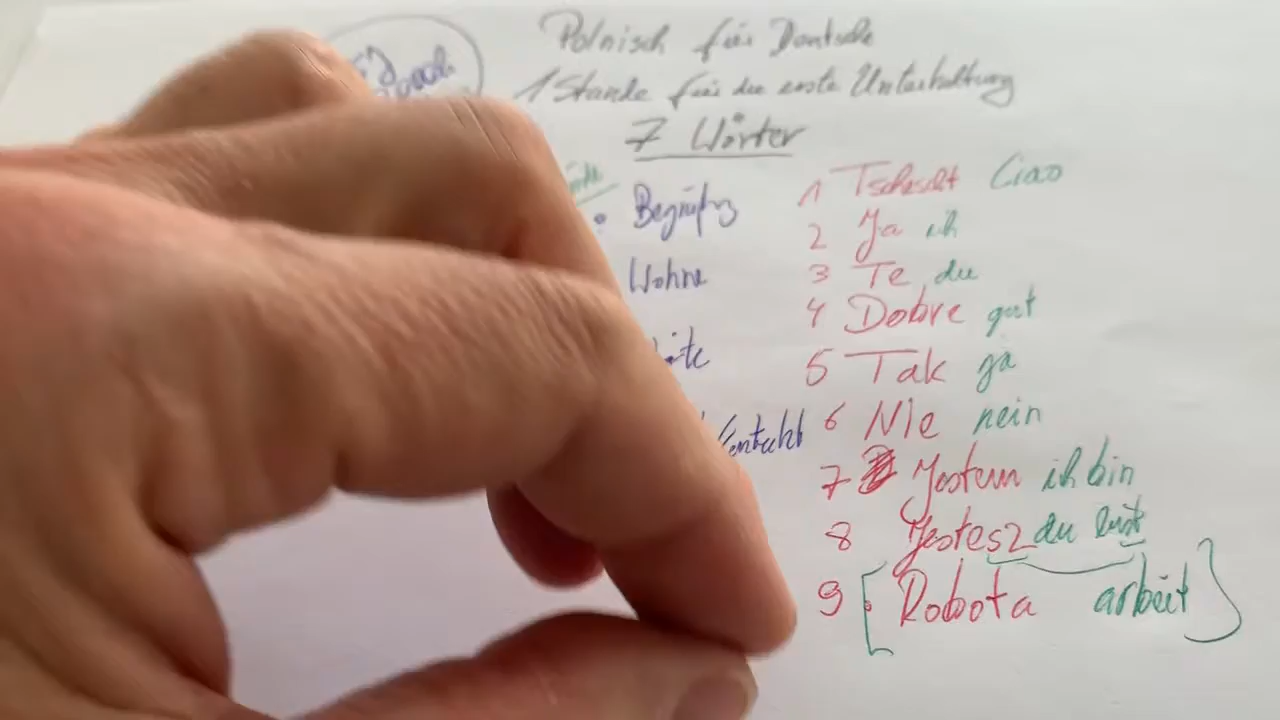 Polnisch für Deutsche
1 Stunde für die erste Unterhaltung
7 Wörter
Wohne
1 Tschescht Ciao
2 Ja ich
3 Te du
4 Dobre gut
5 Tak ja
6 Nie nein
7 Jestem ich bin
8 Jestesz du bist
9 [Robota arbeit]